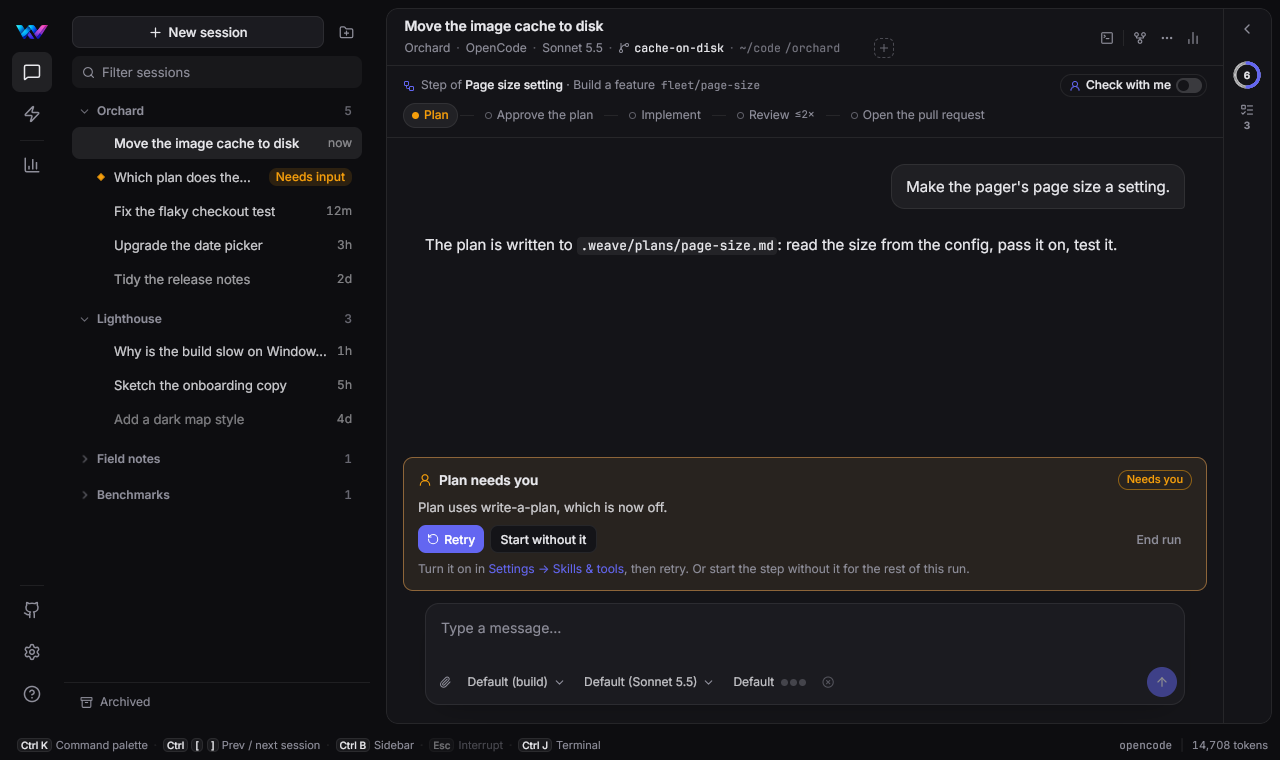 New session
Filter sessions
Orchard 5
Move the image cache to disk now
Which plan does the... Needs input
Fix the flaky checkout test 12m
Upgrade the date picker 3h
Tidy the release notes 2d
Lighthouse 3
Why is the build slow on Window... 1h
Sketch the onboarding copy 5h
Add a dark map style 4d
Field notes 1
Benchmarks 1
Archived
Move the image cache to disk
Orchard · OpenCode · Sonnet 5.5 · cache-on-disk · ~/code /orchard
Step of Page size setting · Build a feature fleet/page-size
Check with me
Plan Approve the plan Implement Review ≤2× Open the pull request
6
3
Make the pager's page size a setting.
The plan is written to .weave/plans/page-size.md: read the size from the config, pass it on, test it.
Plan needs you Needs you
Plan uses write-a-plan, which is now off.
Retry Start without it End run
Turn it on in Settings → Skills & tools, then retry. Or start the step without it for the rest of this run.
Type a message...
Default (build) Default (Sonnet 5.5) Default
Ctrl K Command palette · Ctrl [ ] Prev / next session · Ctrl B Sidebar · Esc Interrupt · Ctrl J Terminal
opencode 14,708 tokens